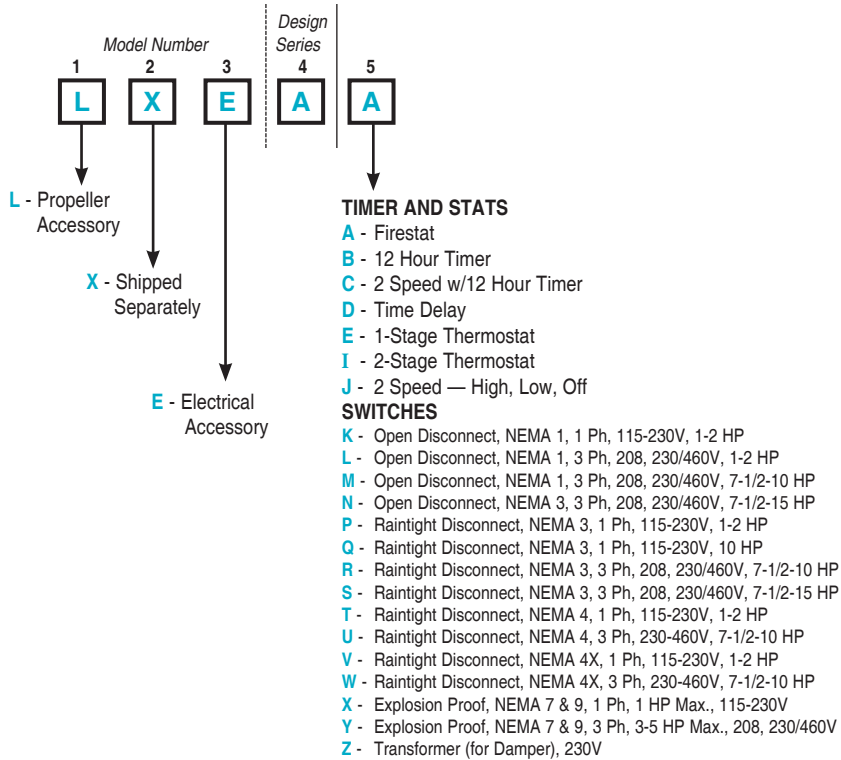 Design
Model Number Series
1 2 3 4 5
L X E A A
L - Propeller
Accessory
X - Shipped
Separately
E - Electrical
Accessory
TIMER AND STATS
A - Firestat
B - 12 Hour Timer
C - 2 Speed w/12 Hour Timer
D - Time Delay
E - 1-Stage Thermostat
I - 2-Stage Thermostat
J - 2 Speed — High, Low, Off
SWITCHES
K - Open Disconnect, NEMA 1, 1 Ph, 115-230V, 1-2 HP
L - Open Disconnect, NEMA 1, 3 Ph, 208, 230/460V, 1-2 HP
M - Open Disconnect, NEMA 1, 3 Ph, 208, 230/460V, 7-1/2-10 HP
N - Open Disconnect, NEMA 3, 3 Ph, 208, 230/460V, 7-1/2-15 HP
P - Raintight Disconnect, NEMA 3, 1 Ph, 115-230V, 1-2 HP
Q - Raintight Disconnect, NEMA 3, 1 Ph, 115-230V, 10 HP
R - Raintight Disconnect, NEMA 3, 3 Ph, 208, 230/460V, 7-1/2-10 HP
S - Raintight Disconnect, NEMA 3, 3 Ph, 208, 230/460V, 7-1/2-15 HP
T - Raintight Disconnect, NEMA 4, 1 Ph, 115-230V, 1-2 HP
U - Raintight Disconnect, NEMA 4, 3 Ph, 230-460V, 7-1/2-10 HP
V - Raintight Disconnect, NEMA 4X, 1 Ph, 115-230V, 1-2 HP
W - Raintight Disconnect, NEMA 4X, 3 Ph, 230-460V, 7-1/2-10 HP
X - Explosion Proof, NEMA 7 & 9, 1 Ph, 1 HP Max., 115-230V
Y - Explosion Proof, NEMA 7 & 9, 3 Ph, 3-5 HP Max., 208, 230/460V
Z - Transformer (for Damper), 230V